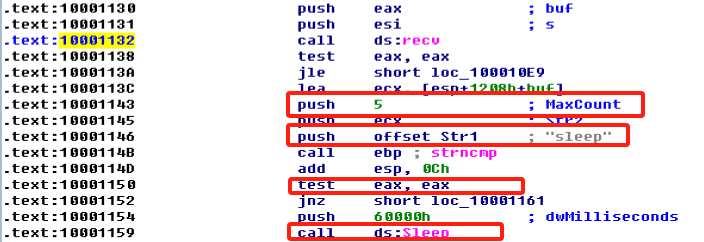 .text:10001130 push eax ; buf
.text:10001131 push esi ; s
.text:10001132 call ds:recv
.text:10001138 test eax, eax
.text:1000113A jle short loc_100010E9
.text:1000113C lea ecx, [esp+1208h+buf]
.text:10001143 push 5 ; MaxCount
.text:10001145 push ecx ; Str2
.text:10001146 push offset Str1 ; "sleep"
.text:1000114B call ebp ; strncmp
.text:1000114D add esp, 0Ch
.text:10001150 test eax, eax
.text:10001152 jnz short loc_10001161
.text:10001154 push 60000h ; dwMilliseconds
.text:10001159 call ds:Sleep